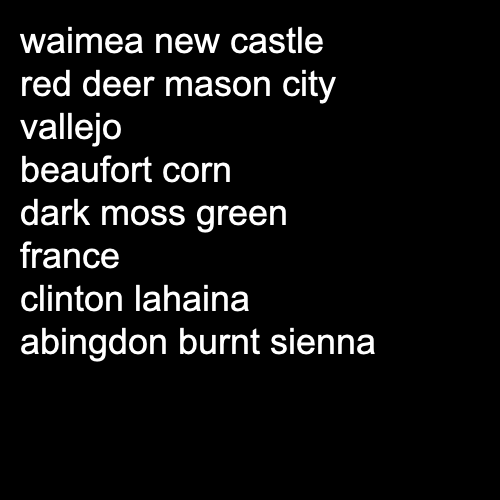 waimea new castle
red deer mason city
vallejo
beaufort corn
dark moss green
france
clinton lahaina
abingdon burnt sienna